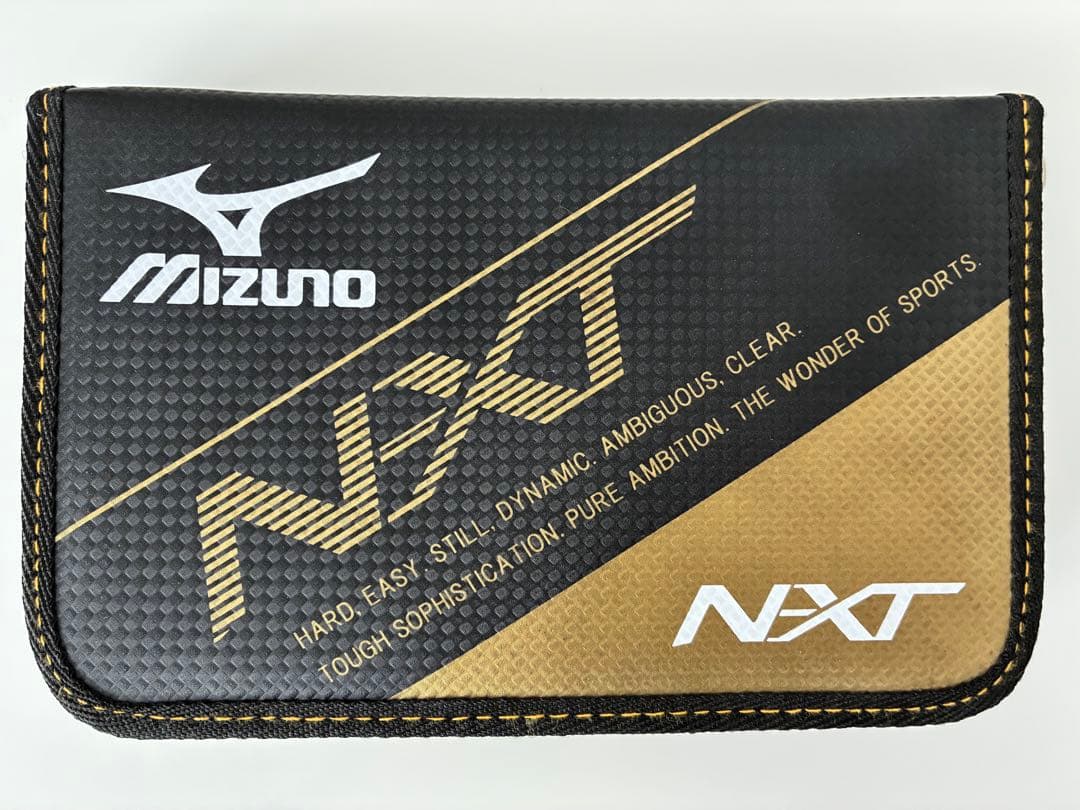 MIZUNO
NEXT
HARD, EASY. STILL, DYNAMIC. AMBIGUOUS, CLEAR.
TOUGH SOPHISTICATION. PURE AMBITION. THE WONDER OF SPORTS.
NEXT